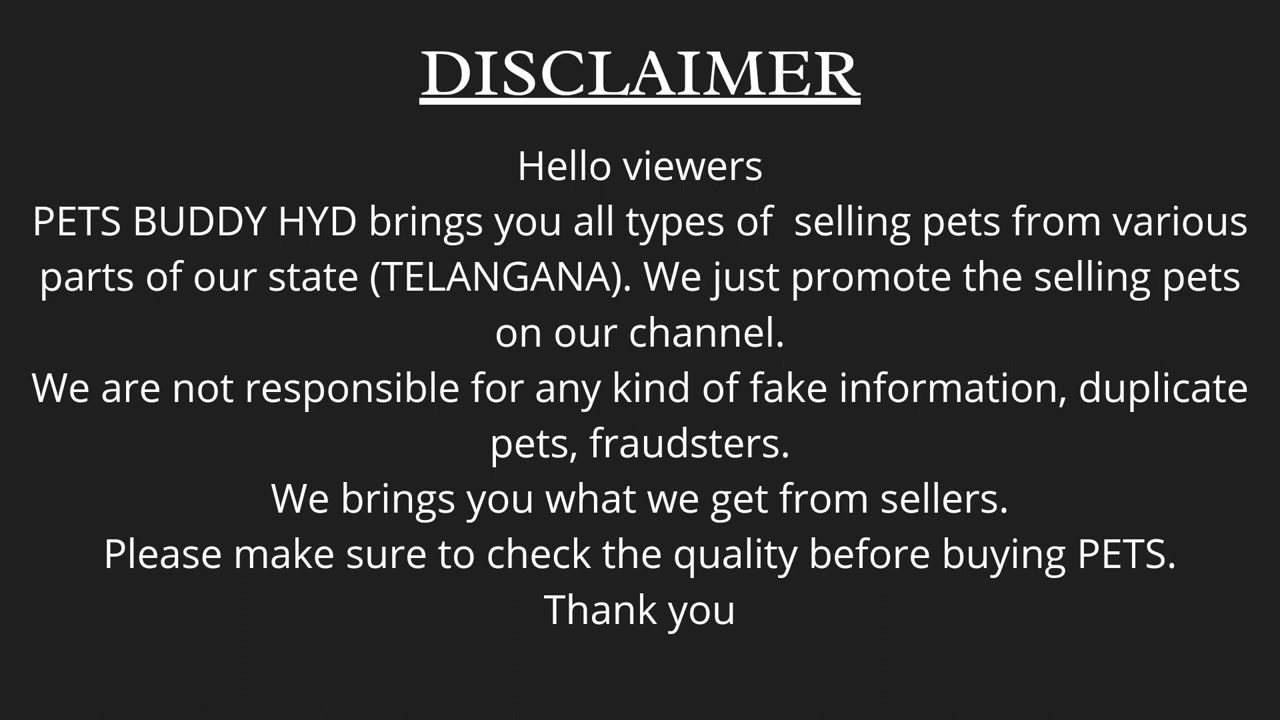 DISCLAIMER
Hello viewers
PETS BUDDY HYD brings you all types of  selling pets from various
parts of our state (TELANGANA). We just promote the selling pets
on our channel.
We are not responsible for any kind of fake information, duplicate
pets, fraudsters.
We brings you what we get from sellers.
Please make sure to check the quality before buying PETS.
Thank you